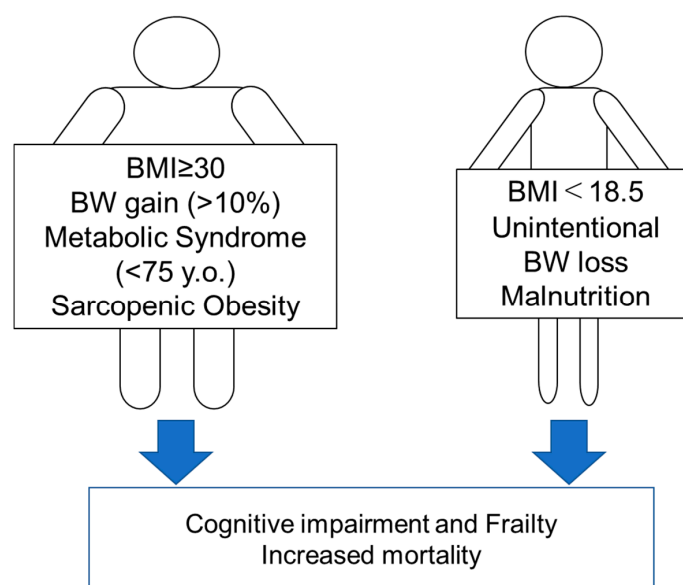 BMI≥30
BW gain (>10%)
Metabolic Syndrome
(<75 y.o.)
Sarcopenic Obesity
BMI＜18.5
Unintentional
BW loss
Malnutrition
Cognitive impairment and Frailty
Increased mortality